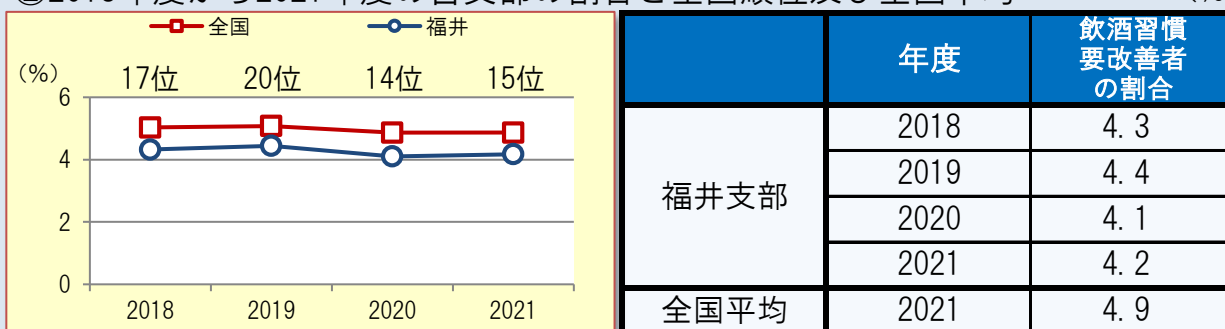 全国 福井
(%) 17位 20位 14位 15位
6
4
2
0
2018 2019 2020 2021
年度 飲酒習慣
要改善者
の割合
福井支部
2018 4.3
2019 4.4
2020 4.1
2021 4.2
全国平均 2021 4.9